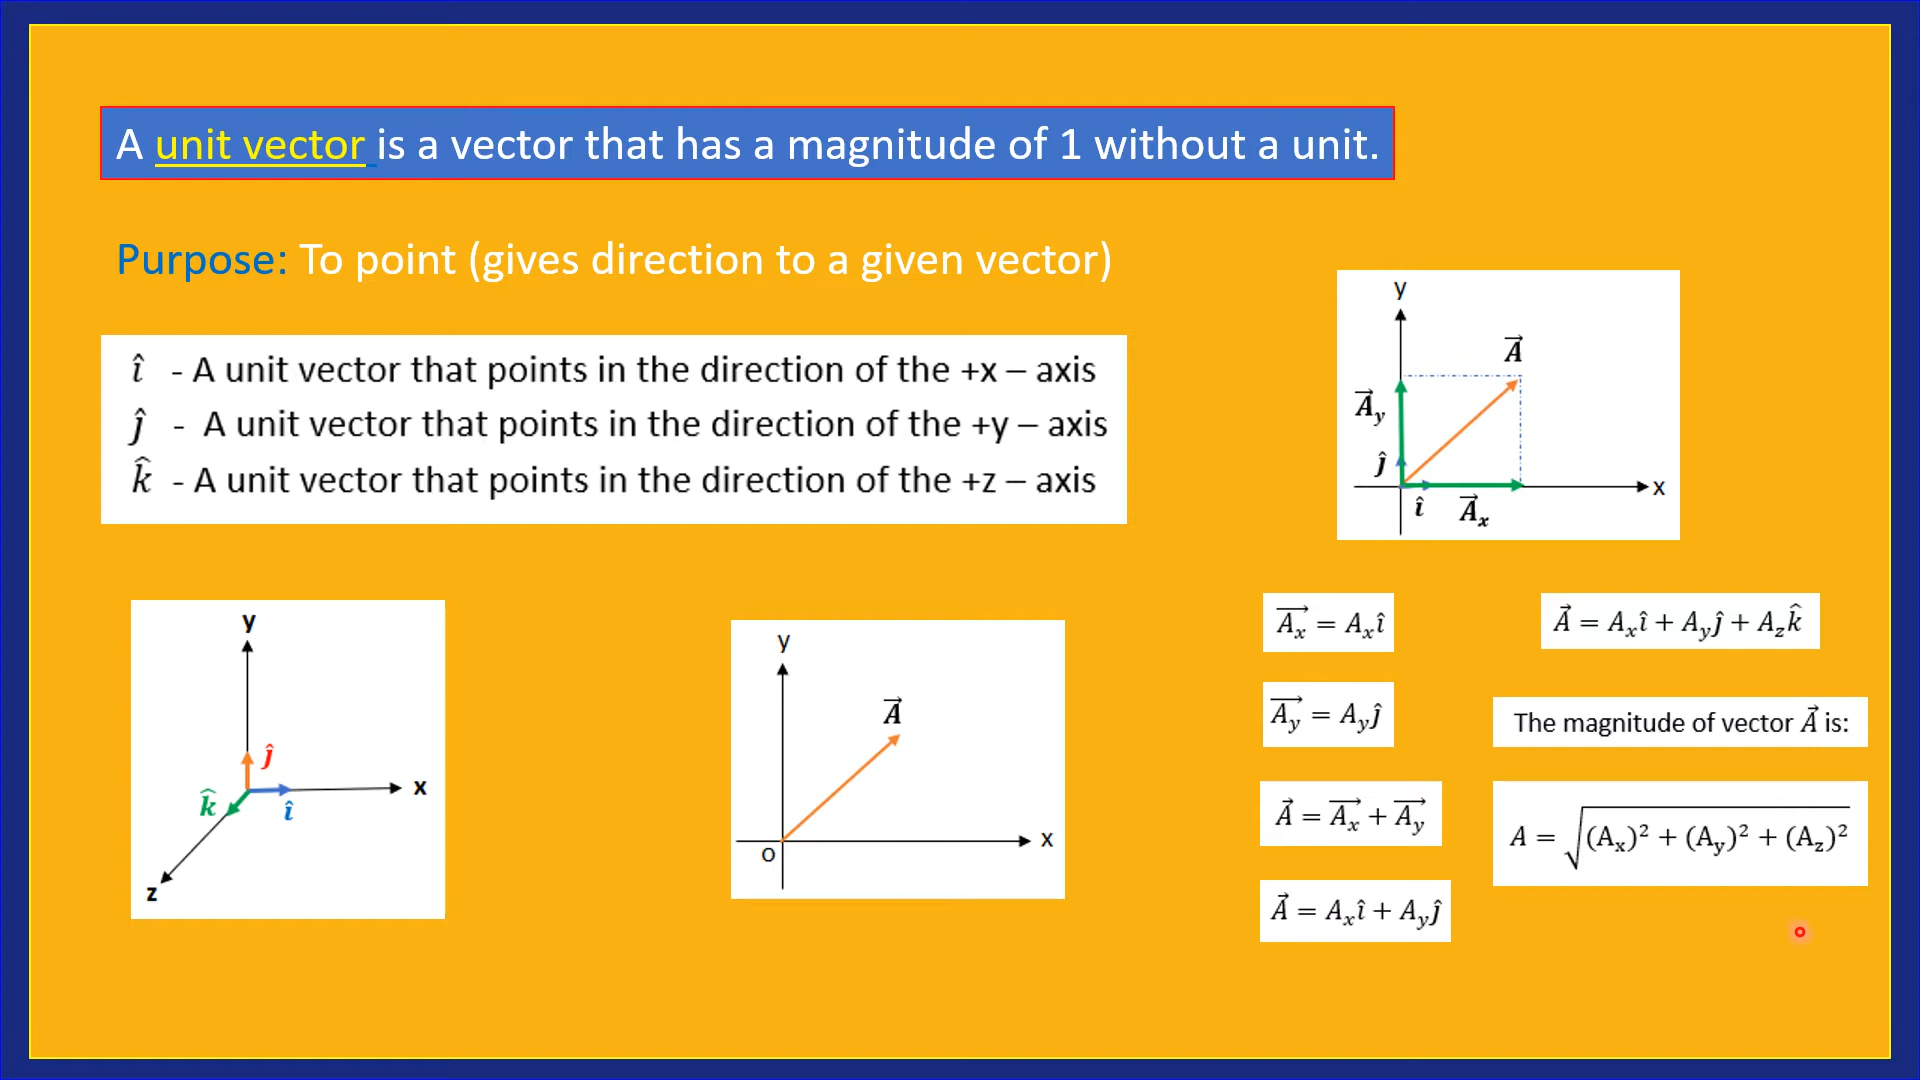 A unit vector is a vector that has a magnitude of 1 without a unit.
Purpose: To point (gives direction to a given vector)
î - A unit vector that points in the direction of the +x – axis
ĵ - A unit vector that points in the direction of the +y – axis
k̂ - A unit vector that points in the direction of the +z – axis
y
A⃗
A⃗y
ĵ
x
î
A⃗x
y
ĵ
x
k̂
î
z
y
A⃗
x
O
A⃗x = Axî
A⃗y = Ayĵ
A⃗ = A⃗x + A⃗y
A⃗ = Axî + Ayĵ
A⃗ = Axî + Ayĵ + Azk̂
The magnitude of vector A⃗ is:
A = √(Ax)² + (Ay)² + (Az)²